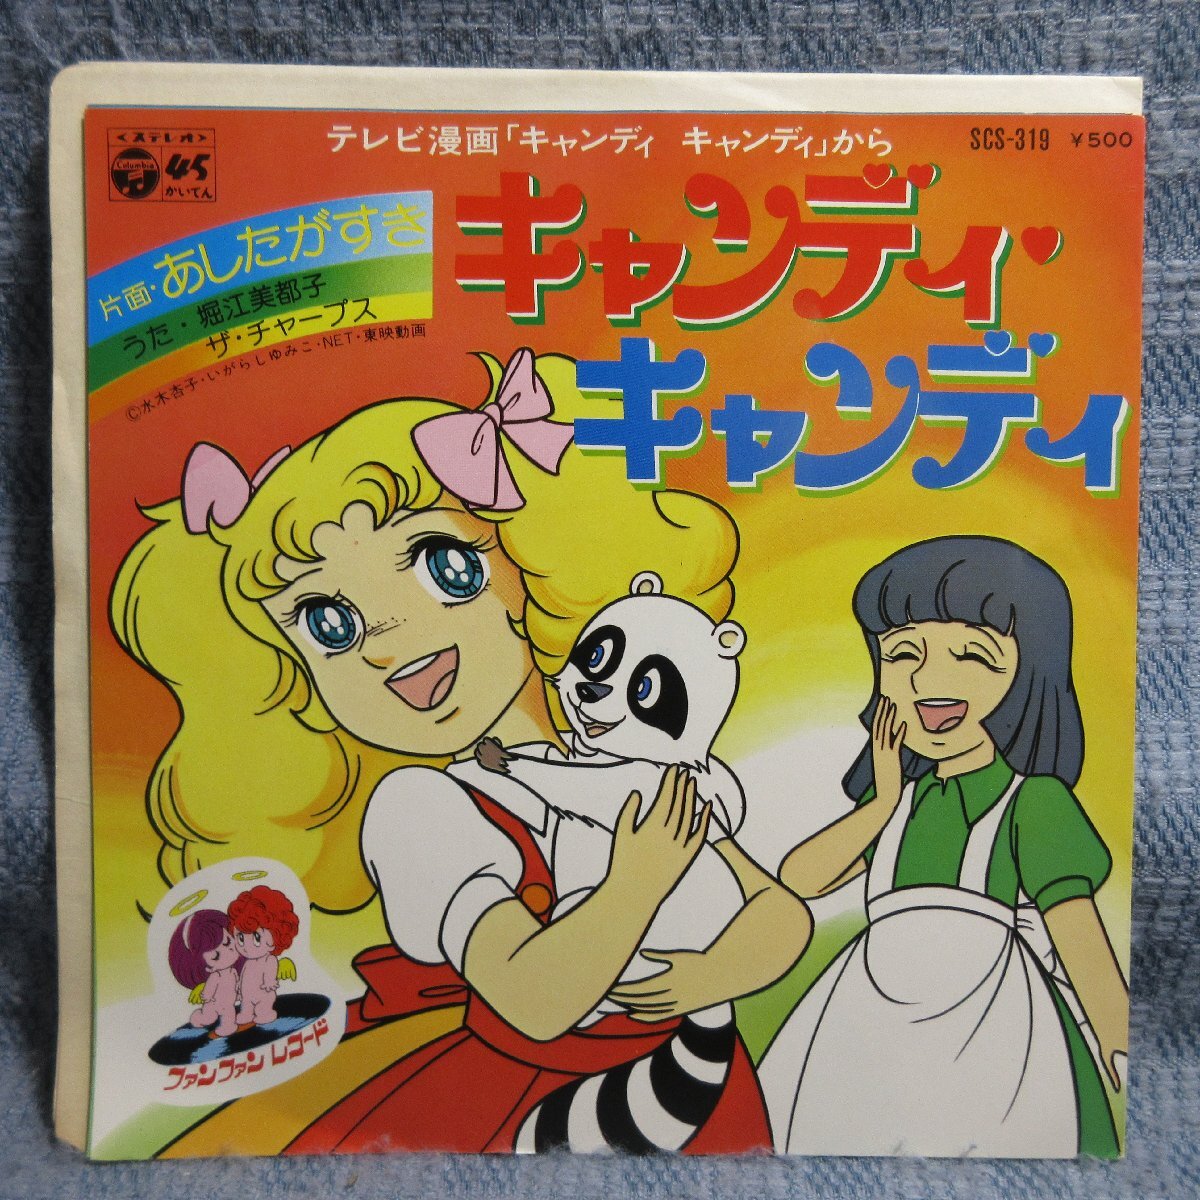 <ステレオ>
Columbia
45
かいてん
テレビ漫画「キャンディ キャンディ」から
SCS-319 ¥500
キャンディ・
キャンディ
片面・あしたがすき
うた・堀江美都子
ザ・チャープス
©水木杏子・いがらしゆみこ・NET・東映動画
ファンファン レコード